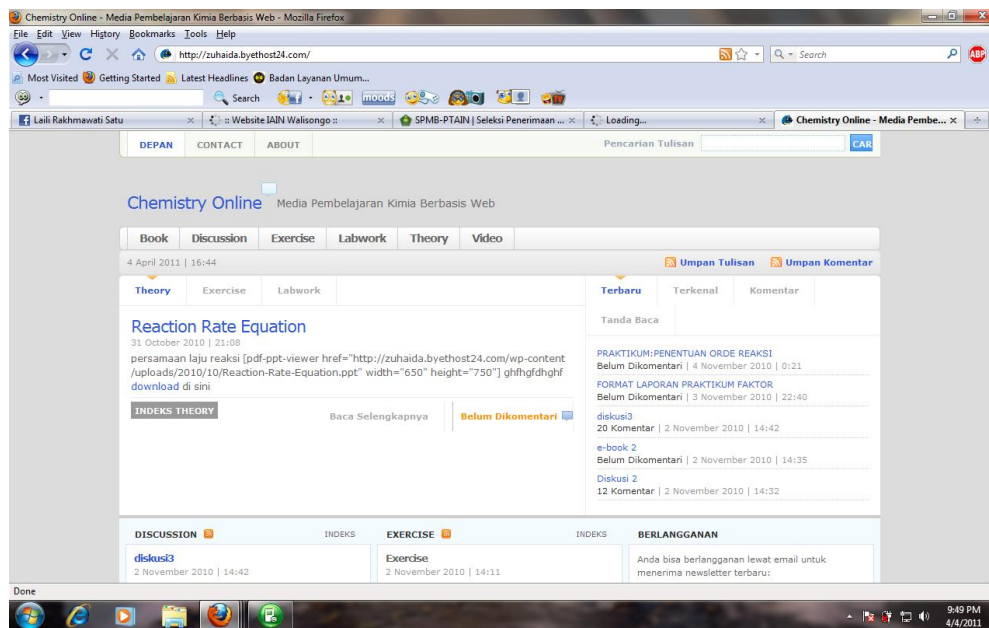 Chemistry Online - Media Pembelajaran Kimia Berbasis Web - Mozilla Firefox
File Edit View History Bookmarks Tools Help
http://zuhaida.byethost24.com/
Search
ABP
Most Visited Getting Started Latest Headlines Badan Layanan Umum...
Search moods
Laili Rakhmawati Satu
:: Website IAIN Walisongo ::
SPMB-PTAIN | Seleksi Penerimaan ...
Loading...
Chemistry Online - Media Pembe...
DEPAN CONTACT ABOUT
Pencarian Tulisan CAR
Chemistry Online Media Pembelajaran Kimia Berbasis Web
Book Discussion Exercise Labwork Theory Video
4 April 2011 | 16:44
Umpan Tulisan Umpan Komentar
Theory Exercise Labwork
Reaction Rate Equation
31 October 2010 | 21:08
persamaan laju reaksi [pdf-ppt-viewer href="http://zuhaida.byethost24.com/wp-content
/uploads/2010/10/Reaction-Rate-Equation.ppt" width="650" height="750"] ghfhgfdhghf
download di sini
INDEKS THEORY
Baca Selengkapnya
Belum Dikomentari
Terbaru Terkenal Komentar
Tanda Baca
PRAKTIKUM:PENENTUAN ORDE REAKSI
Belum Dikomentari | 4 November 2010 | 0:21
FORMAT LAPORAN PRAKTIKUM FAKTOR
Belum Dikomentari | 3 November 2010 | 22:40
diskusi3
20 Komentar | 2 November 2010 | 14:42
e-book 2
Belum Dikomentari | 2 November 2010 | 14:35
Diskusi 2
12 Komentar | 2 November 2010 | 14:32
DISCUSSION INDEKS
diskusi3
2 November 2010 | 14:42
EXERCISE INDEKS
Exercise
2 November 2010 | 14:11
BERLANGGANAN
Anda bisa berlangganan lewat email untuk
menerima newsletter terbaru:
Done
9:49 PM
4/4/2011